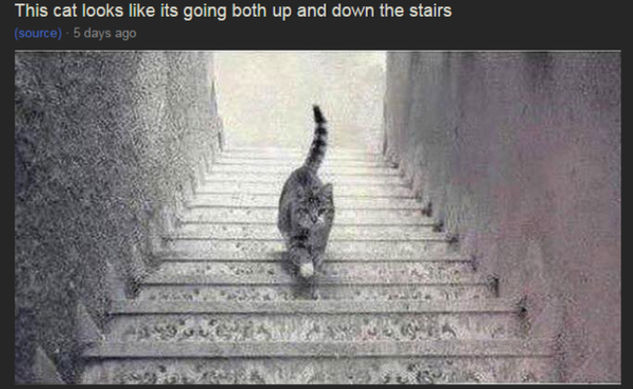 This cat looks like its going both up and down the stairs
(source) · 5 days ago